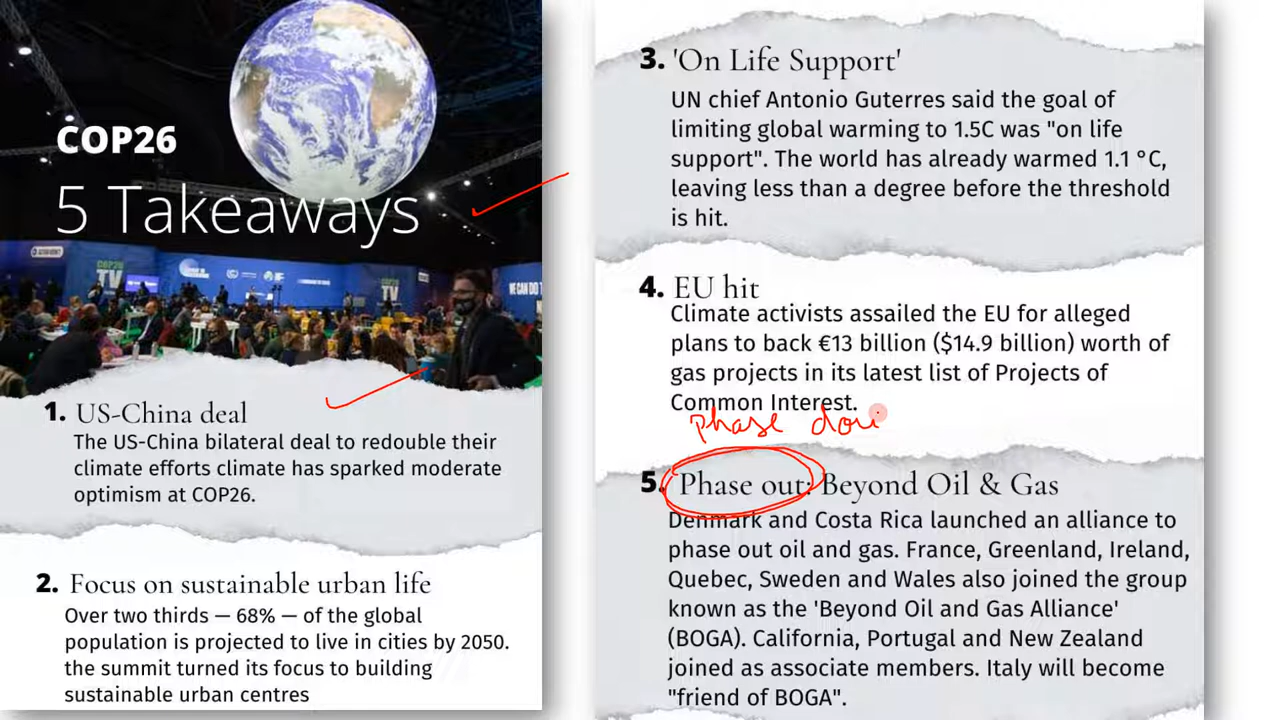 COP26
5 Takeaways
COP26
TV
COP26
TV
WE CAN DO T
1. US-China deal
The US-China bilateral deal to redouble their
climate efforts climate has sparked moderate
optimism at COP26.
2. Focus on sustainable urban life
Over two thirds — 68% — of the global
population is projected to live in cities by 2050.
the summit turned its focus to building
sustainable urban centres
3. 'On Life Support'
UN chief Antonio Guterres said the goal of
limiting global warming to 1.5C was "on life
support". The world has already warmed 1.1 °C,
leaving less than a degree before the threshold
is hit.
4. EU hit
Climate activists assailed the EU for alleged
plans to back €13 billion ($14.9 billion) worth of
gas projects in its latest list of Projects of
Common Interest.
Phase dow
5. Phase out: Beyond Oil & Gas
Denmark and Costa Rica launched an alliance to
phase out oil and gas. France, Greenland, Ireland,
Quebec, Sweden and Wales also joined the group
known as the 'Beyond Oil and Gas Alliance'
(BOGA). California, Portugal and New Zealand
joined as associate members. Italy will become
"friend of BOGA".